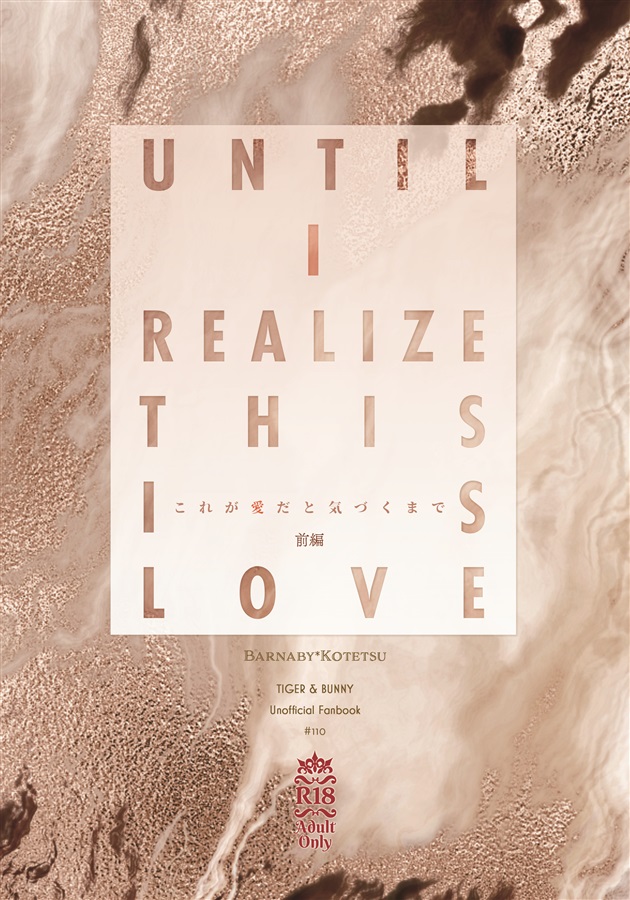 UNTIL
I
REALIZE
THIS
IS
これが愛だと気づくまで
前編
LOVE
BARNABY*KOTETSU
TIGER & BUNNY
Unofficial Fanbook
#110
R18
Adult
Only